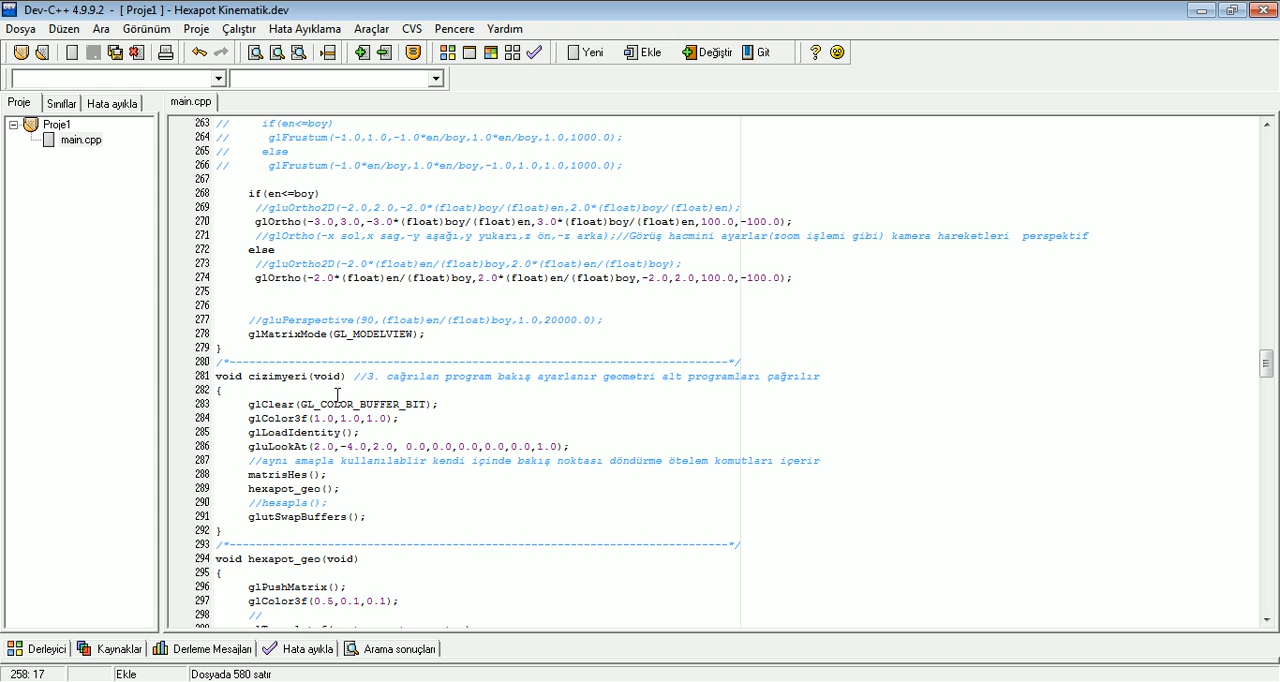 Dev-C++ 4.9.9.2 - [ Proje1 ] - Hexapot Kinematik.dev
Dosya Düzen Ara Görünüm Proje Çalıştır Hata Ayıklama Araçlar CVS Pencere Yardım
Yeni Ekle Değiştir Git
Proje Sınıflar Hata ayıkla main.cpp
Proje1
main.cpp
263 // if(en<=boy)
264 // glFrustum(-1.0,1.0,-1.0*en/boy,1.0*en/boy,1.0,1000.0);
265 // else
266 // glFrustum(-1.0*en/boy,1.0*en/boy,-1.0,1.0,1.0,1000.0);
267
268 if(en<=boy)
269 //gluOrtho2D(-2.0,2.0,-2.0*(float)boy/(float)en,2.0*(float)boy/(float)en);
270 glOrtho(-3.0,3.0,-3.0*(float)boy/(float)en,3.0*(float)boy/(float)en,100.0,-100.0);
271 //glOrtho(-x sol,x sag,-y aşağı,y yukarı,z ön,-z arka);//Görüş hacmini ayarlar(zoom işlemi gibi) kamera hareketleri perspektif
272 else
273 //gluOrtho2D(-2.0*(float)en/(float)boy,2.0*(float)en/(float)boy);
274 glOrtho(-2.0*(float)en/(float)boy,2.0*(float)en/(float)boy,-2.0,2.0,100.0,-100.0);
275
276
277 //gluPerspective(90,(float)en/(float)boy,1.0,20000.0);
278 glMatrixMode(GL_MODELVIEW);
279 }
280 /*----------------------------------------------------------------------------*/
281 void cizimyeri(void) //3. cağrılan program bakış ayarlanır geometri alt programları çağrılır
282 {
283 glClear(GL_COLOR_BUFFER_BIT);
284 glColor3f(1.0,1.0,1.0);
285 glLoadIdentity();
286 gluLookAt(2.0,-4.0,2.0, 0.0,0.0,0.0,0.0,0.0,1.0);
287 //aynı amaçla kullanılablir kendi içinde bakış noktası döndürme ötelem komutları içerir
288 matrisHes();
289 hexapot_geo();
290 //hesapla();
291 glutSwapBuffers();
292 }
293 /*----------------------------------------------------------------------------*/
294 void hexapot_geo(void)
295 {
296 glPushMatrix();
297 glColor3f(0.5,0.1,0.1);
298 //
Derleyici Kaynaklar Derleme Mesajları Hata ayıkla Arama sonuçları
258: 17 Ekle Dosyada 580 satır